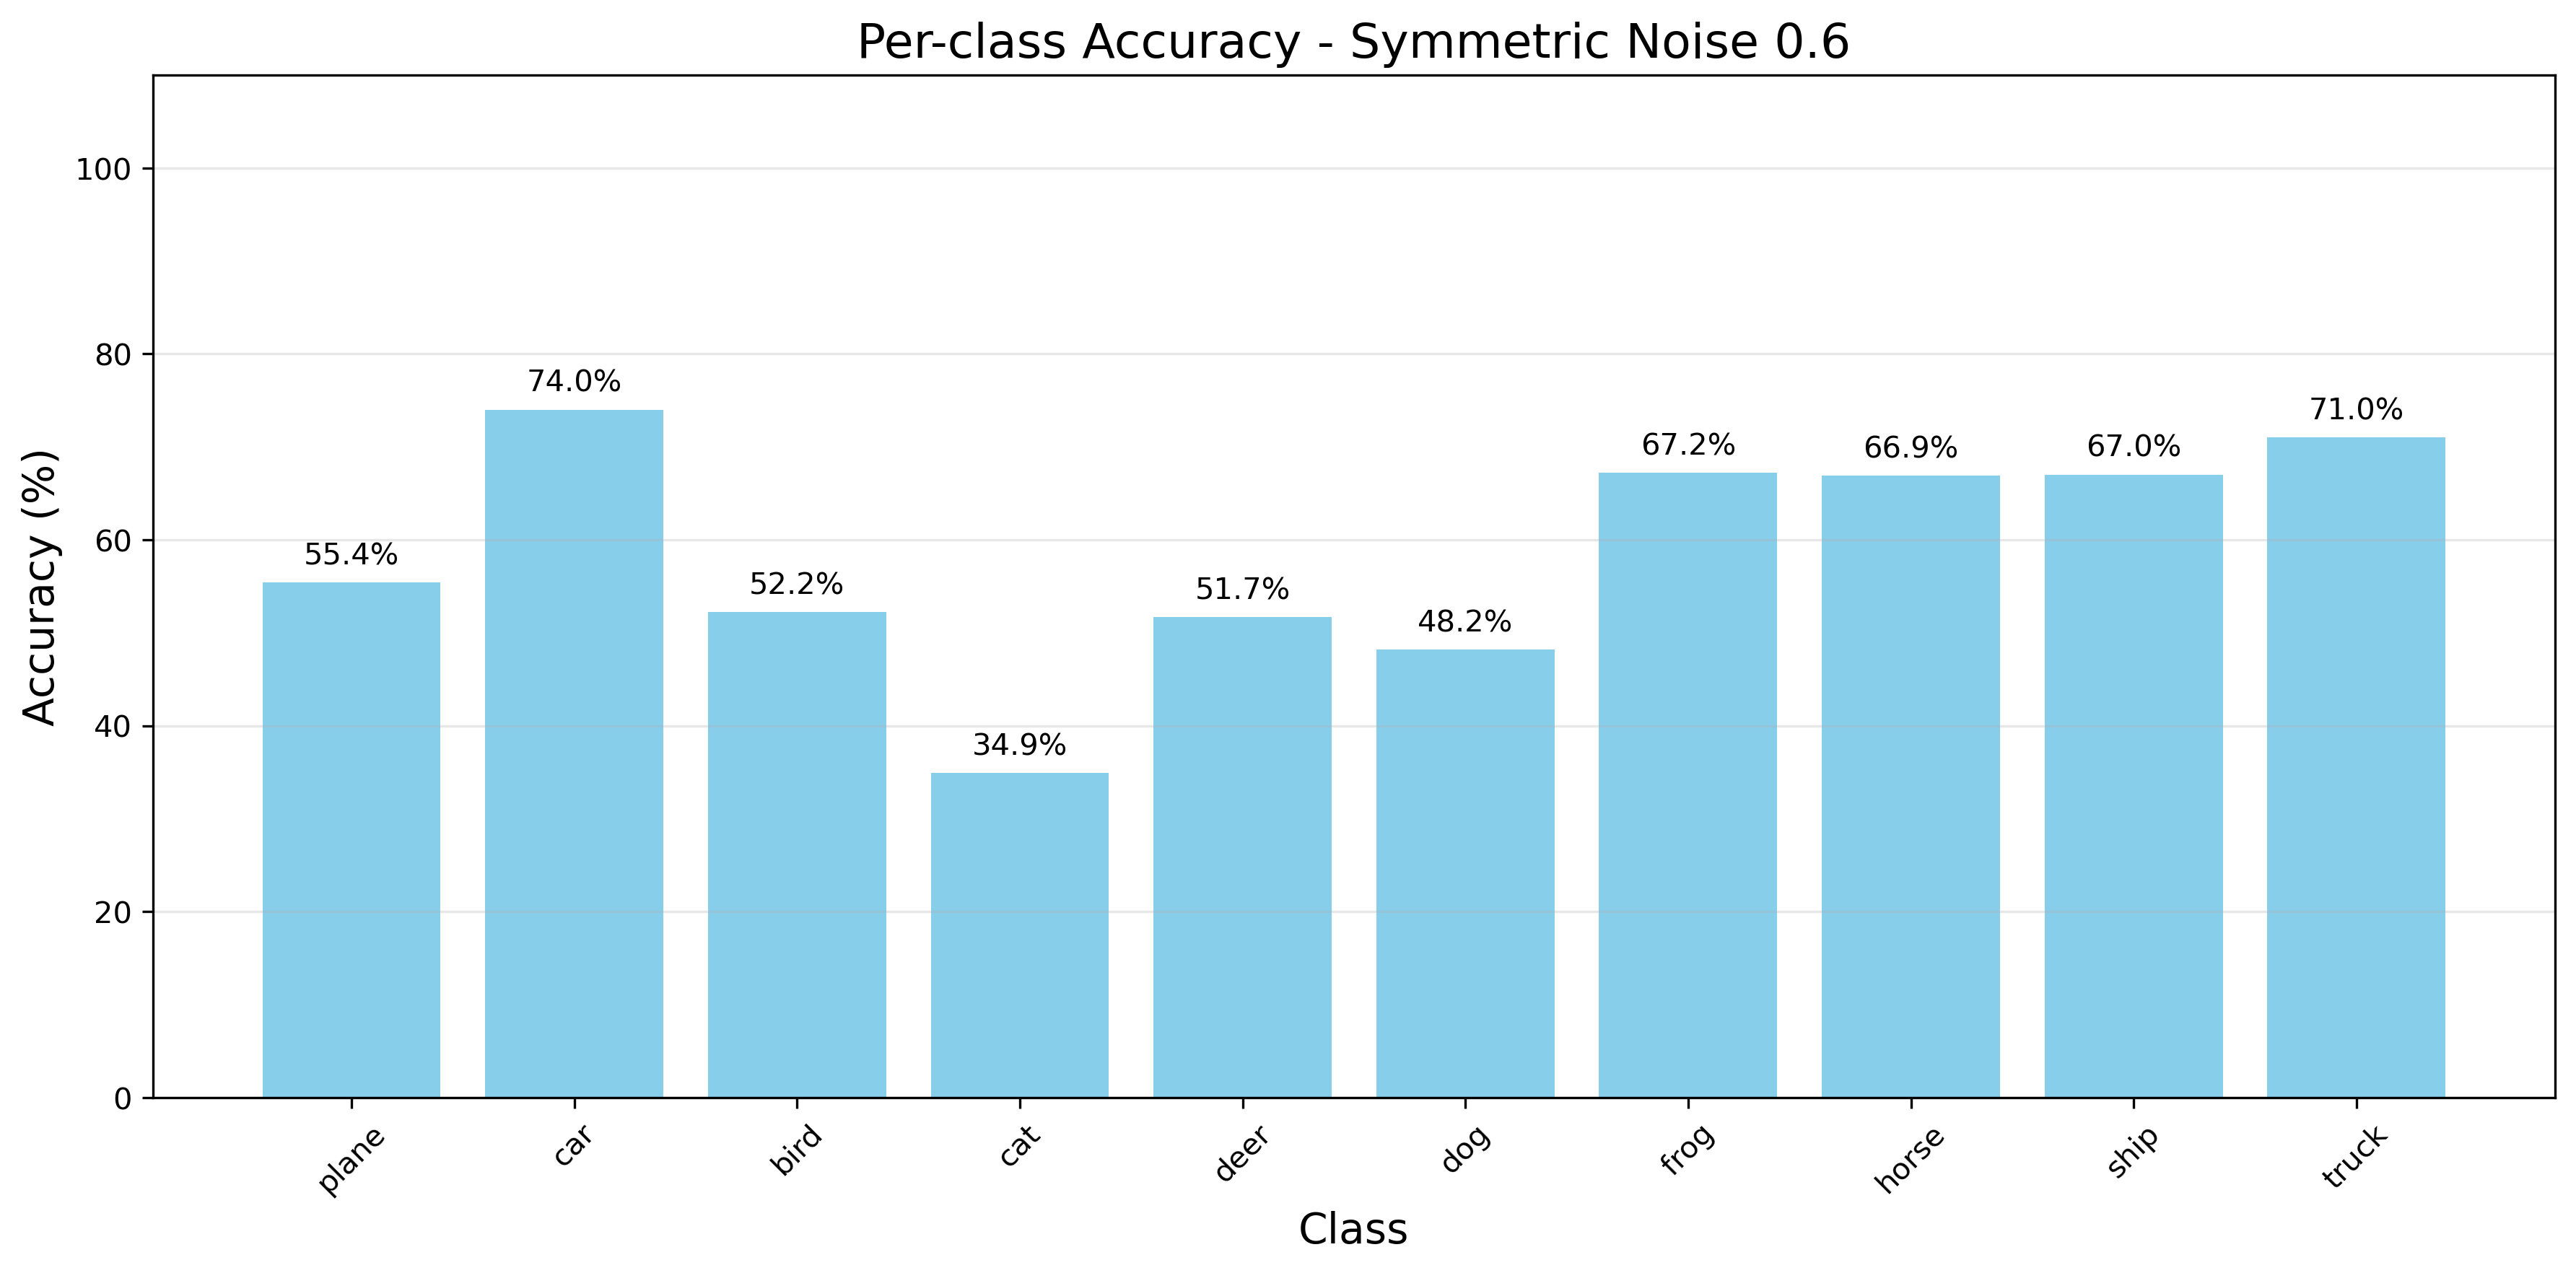 Per-class Accuracy - Symmetric Noise 0.6
Accuracy (%)
100
80
60
40
20
0
55.4%
74.0%
52.2%
34.9%
51.7%
48.2%
67.2%
66.9%
67.0%
71.0%
plane
car
bird
cat
deer
dog
frog
horse
ship
truck
Class